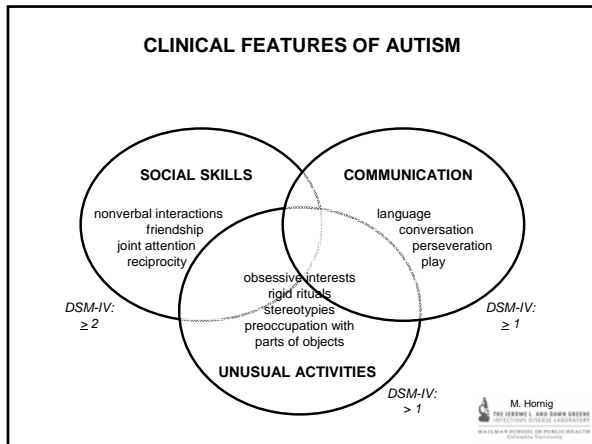 CLINICAL FEATURES OF AUTISM
SOCIAL SKILLS
nonverbal interactions
friendship
joint attention
reciprocity
DSM-IV:
≥ 2
COMMUNICATION
language
conversation
perseveration
play
DSM-IV:
≥ 1
obsessive interests
rigid rituals
stereotypies
preoccupation with
parts of objects
UNUSUAL ACTIVITIES
DSM-IV:
> 1
M. Hornig
THE JEROME L. AND DAWN GREENE
INFECTIOUS DISEASE LABORATORY
MAILMAN SCHOOL OF PUBLIC HEALTH
Columbia University